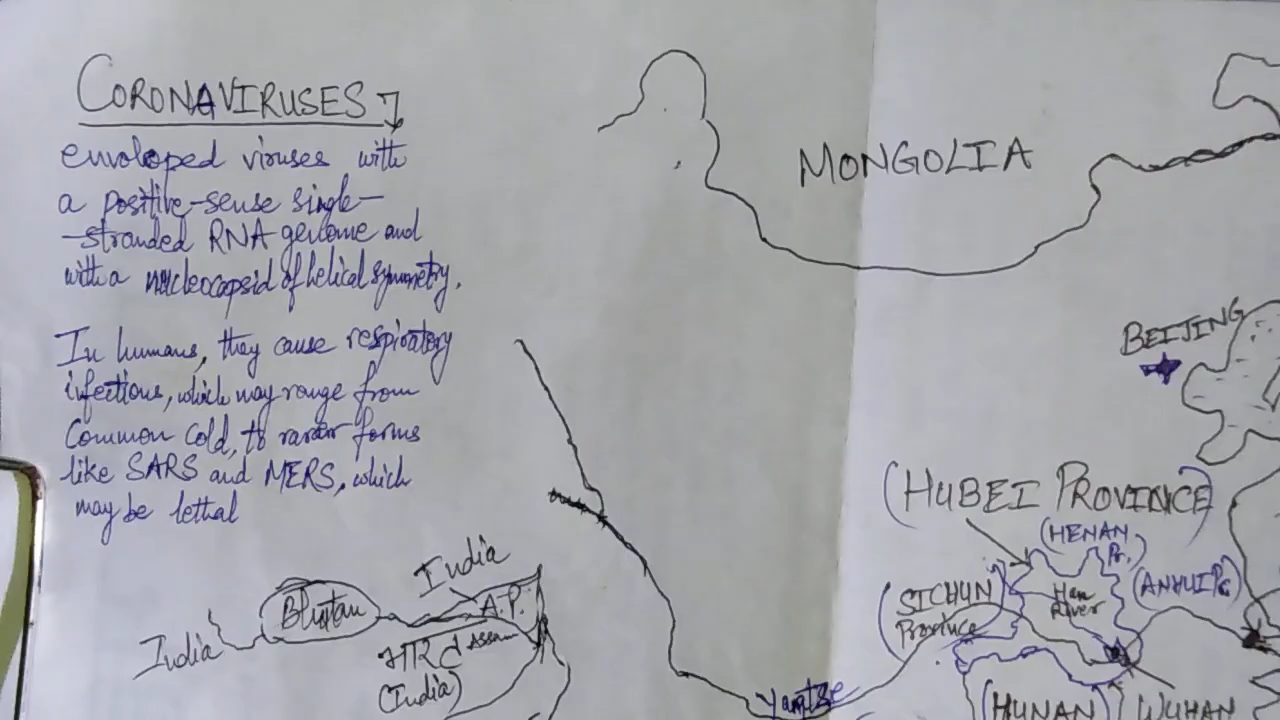 CORONAVIRUSES
enveloped viruses with
a positive-sense single-
-stranded RNA genome and
with a nucleocapsid of helical symmetry.
In humans, they cause respiratory
infections, which may range from
Common cold, to rarer forms
like SARS and MERS, which
may be lethal
MONGOLIA
BEIJING
(HUBEI PROVINCE)
(HENAN
Pr.)
(ANHUI Pr.)
(SICHUN
Province
Han
River
India
Bhutan
India
A.P.
भारत Assam
(India)
Yamtse
(HUNAN)
WUHAN